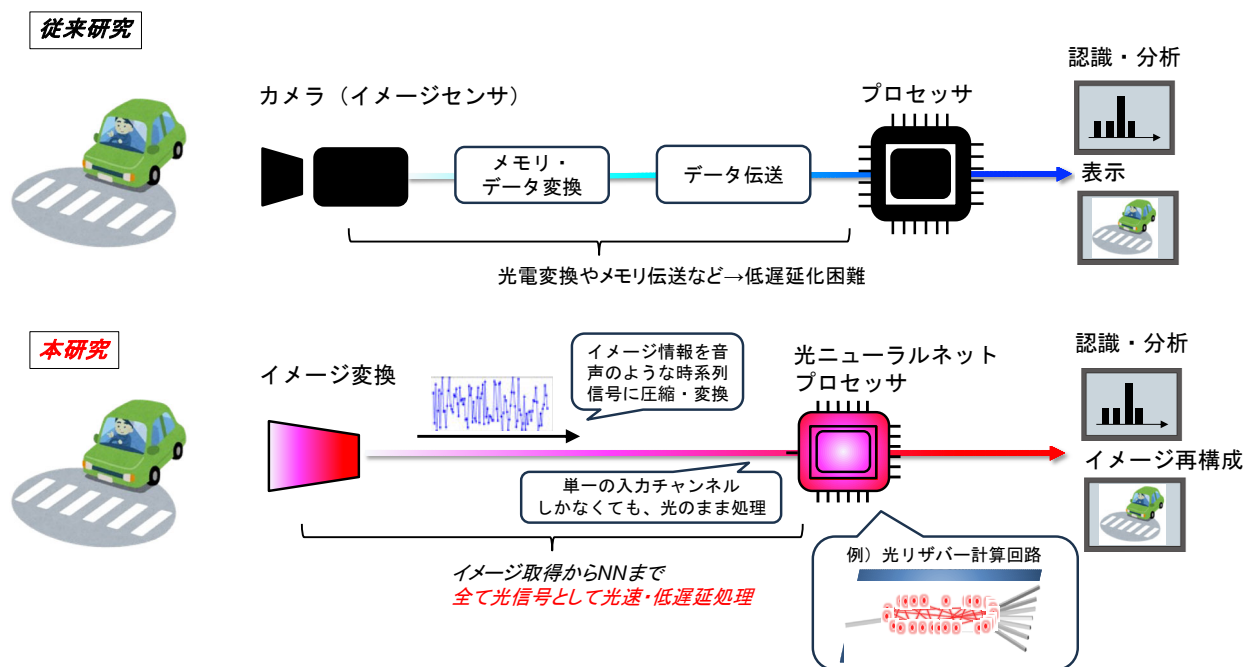 従来研究
カメラ（イメージセンサ）
メモリ・
データ変換
データ伝送
プロセッサ
認識・分析
表示
光電変換やメモリ伝送など→低遅延化困難
本研究
イメージ変換
イメージ情報を音
声のような時系列
信号に圧縮・変換
光ニューラルネット
プロセッサ
認識・分析
イメージ再構成
単一の入力チャンネル
しかなくても、光のまま処理
イメージ取得からNNまで
全て光信号として光速・低遅延処理
例）光リザバー計算回路